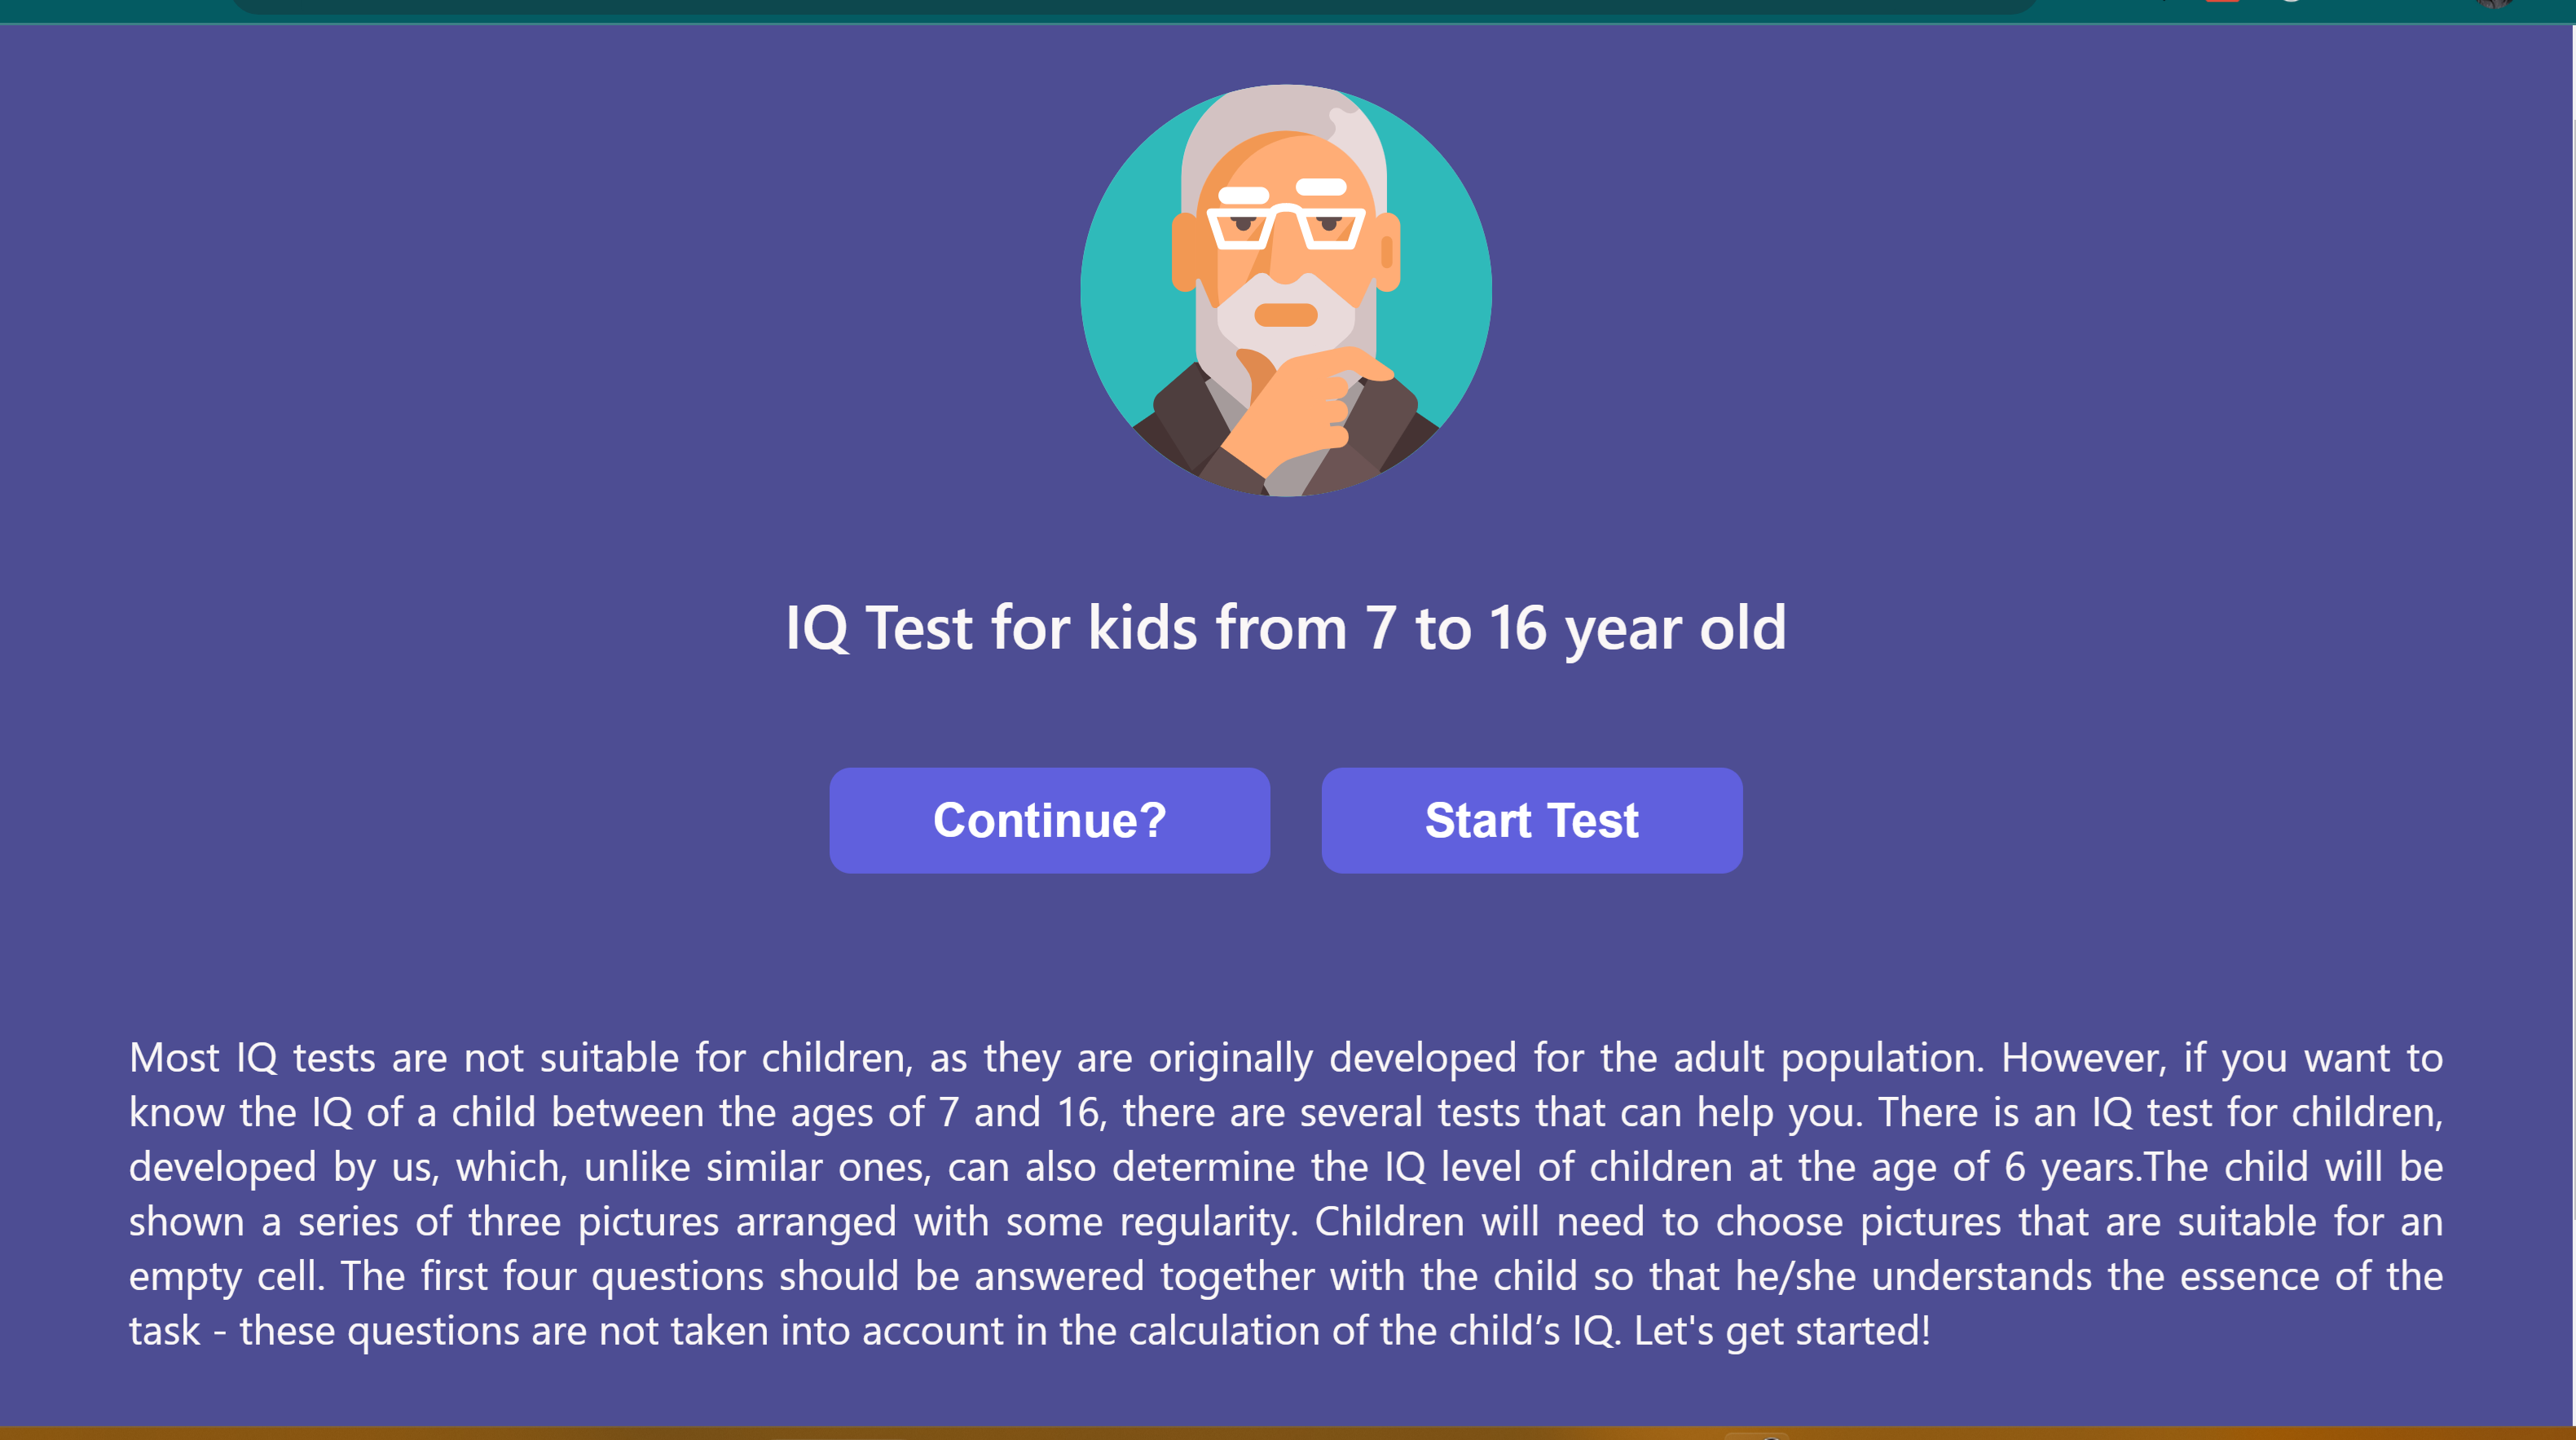 IQ Test for kids from 7 to 16 year old
Continue?
Start Test
Most IQ tests are not suitable for children, as they are originally developed for the adult population. However, if you want to
know the IQ of a child between the ages of 7 and 16, there are several tests that can help you. There is an IQ test for children,
developed by us, which, unlike similar ones, can also determine the IQ level of children at the age of 6 years.The child will be
shown a series of three pictures arranged with some regularity. Children will need to choose pictures that are suitable for an
empty cell. The first four questions should be answered together with the child so that he/she understands the essence of the
task - these questions are not taken into account in the calculation of the child’s IQ. Let's get started!